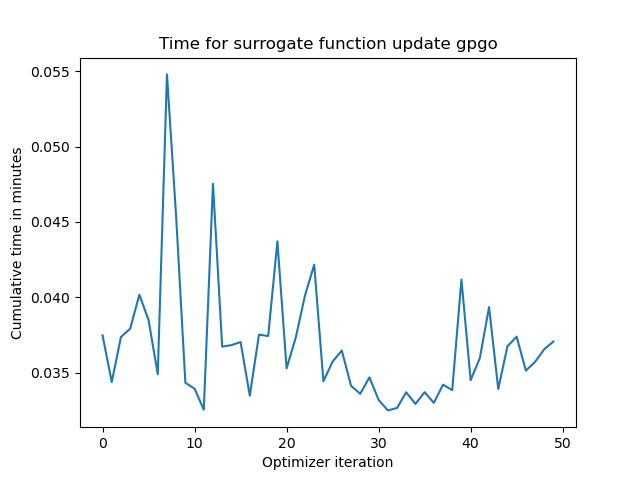 Time for surrogate function update gpgo
Cumulative time in minutes
0.055
0.050
0.045
0.040
0.035
0 10 20 30 40 50
Optimizer iteration